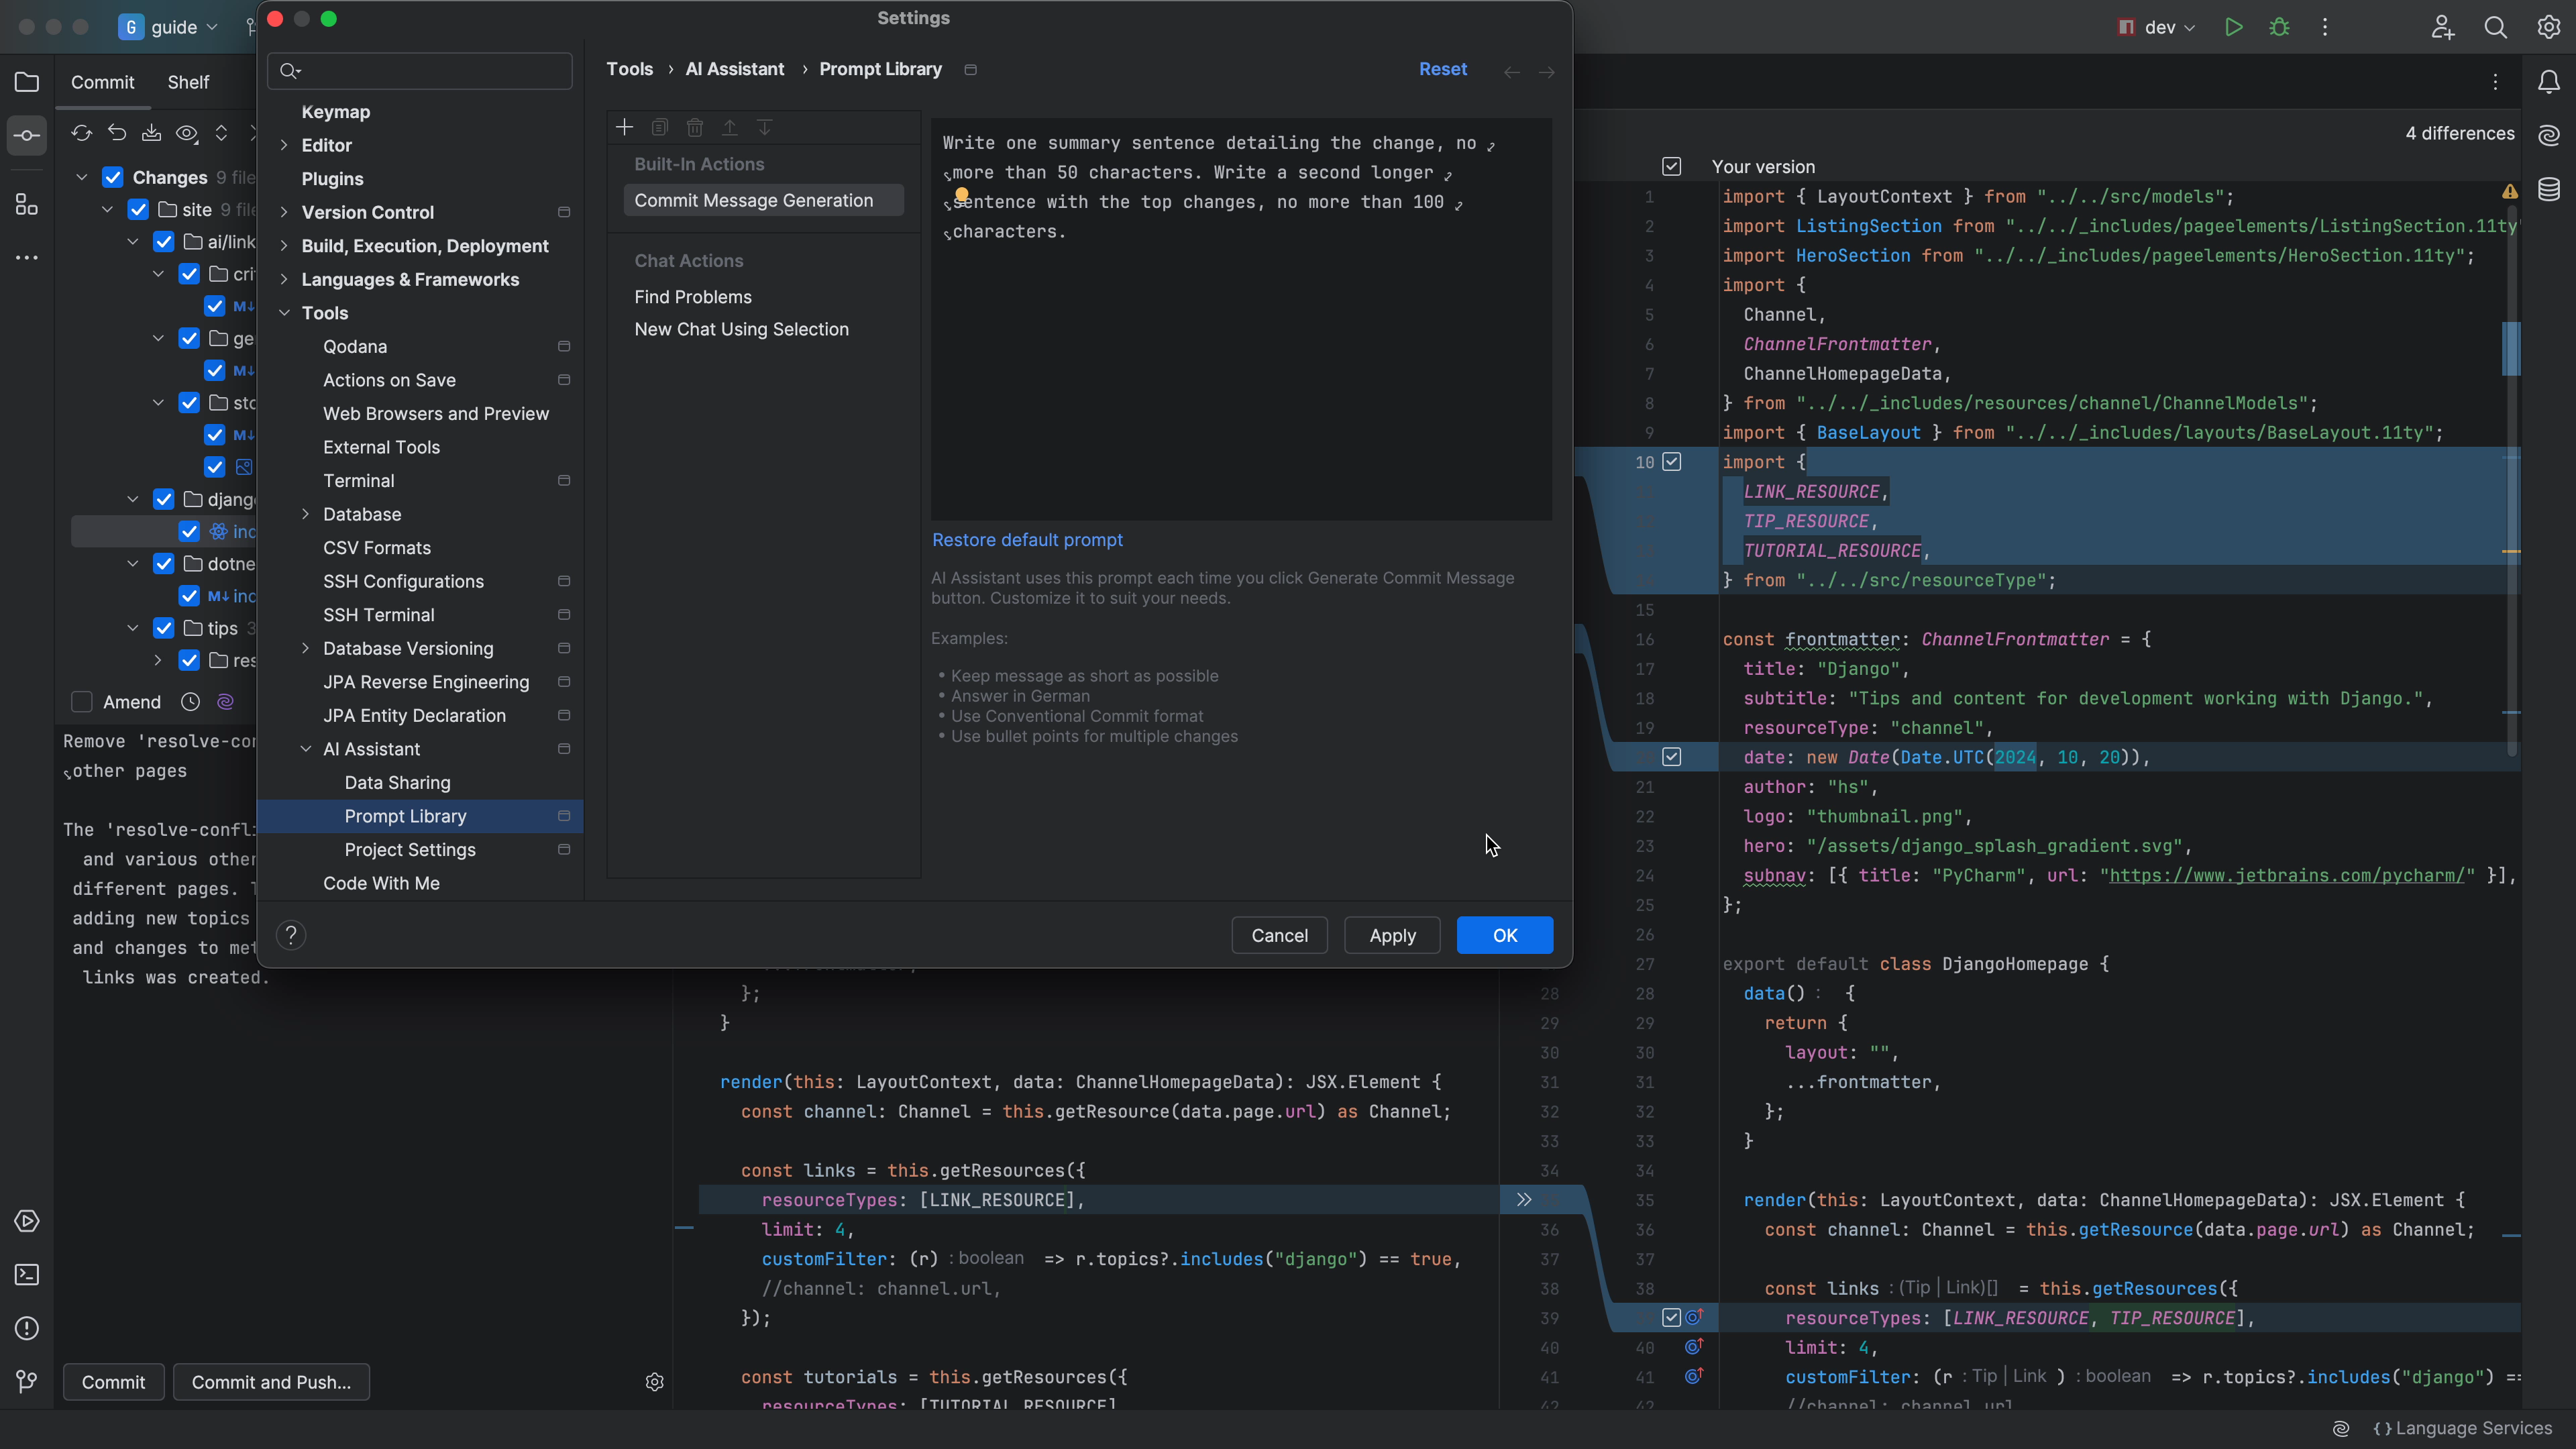 G guide
Settings
dev
Commit
Shelf
Changes 9 file
site 9 file
ai/link
M↓
M↓
M↓
M↓
tips 3
Amend
Remove 'resolve-con
other pages
The 'resolve-confl
and various other
different pages.
adding new topics
and changes to met
links was created.
Commit
Commit and Push...
Keymap
Editor
Plugins
Version Control
Build, Execution, Deployment
Languages & Frameworks
Tools
Qodana
Actions on Save
Web Browsers and Preview
External Tools
Terminal
Database
CSV Formats
SSH Configurations
SSH Terminal
Database Versioning
JPA Reverse Engineering
JPA Entity Declaration
AI Assistant
Data Sharing
Prompt Library
Project Settings
Code With Me
?
Tools › AI Assistant › Prompt Library
Reset
Built-In Actions
Commit Message Generation
Chat Actions
Find Problems
New Chat Using Selection
Write one summary sentence detailing the change, no
more than 50 characters. Write a second longer
sentence with the top changes, no more than 100
characters.
Restore default prompt
AI Assistant uses this prompt each time you click Generate Commit Message
button. Customize it to suit your needs.
Examples:
• Keep message as short as possible
• Answer in German
• Use Conventional Commit format
• Use bullet points for multiple changes
Cancel
Apply
OK
};
28
}
29
30
render(this: LayoutContext, data: ChannelHomepageData): JSX.Element {
31
const channel: Channel = this.getResource(data.page.url) as Channel;
32
33
const links = this.getResources({
34
resourceTypes: [LINK_RESOURCE],
limit: 4,
36
customFilter: (r) : boolean => r.topics?.includes("django") == true,
37
//channel: channel.url,
38
});
39
40
const tutorials = this.getResources({
41
resourceTypes: [TUTORIAL_RESOURCE]
42
4 differences
Your version
1 import { LayoutContext } from "../../src/models";
2 import ListingSection from "../../_includes/pageelements/ListingSection.11ty"
3 import HeroSection from "../../_includes/pageelements/HeroSection.11ty";
4 import {
5 Channel,
6 ChannelFrontmatter,
7 ChannelHomepageData,
8 } from "../../_includes/resources/channel/ChannelModels";
9 import { BaseLayout } from "../../_includes/layouts/BaseLayout.11ty";
10 import {
LINK_RESOURCE,
TIP_RESOURCE,
TUTORIAL_RESOURCE,
} from "../../src/resourceType";
15
16 const frontmatter: ChannelFrontmatter = {
17 title: "Django",
18 subtitle: "Tips and content for development working with Django.",
19 resourceType: "channel",
date: new Date(Date.UTC(2024, 10, 20)),
21 author: "hs",
22 logo: "thumbnail.png",
23 hero: "/assets/django_splash_gradient.svg",
24 subnav: [{ title: "PyCharm", url: "https://www.jetbrains.com/pycharm/" }],
25 };
26
27 export default class DjangoHomepage {
28 data() : {
29 return {
30 layout: "",
31 ...frontmatter,
32 };
33 }
34
35 render(this: LayoutContext, data: ChannelHomepageData): JSX.Element {
36 const channel: Channel = this.getResource(data.page.url) as Channel;
37
38 const links : (Tip | Link)[] = this.getResources({
resourceTypes: [LINK_RESOURCE, TIP_RESOURCE],
40 limit: 4,
41 customFilter: (r : Tip | Link ) : boolean => r.topics?.includes("django") ==
42 //channel: channel.url
{} Language Services